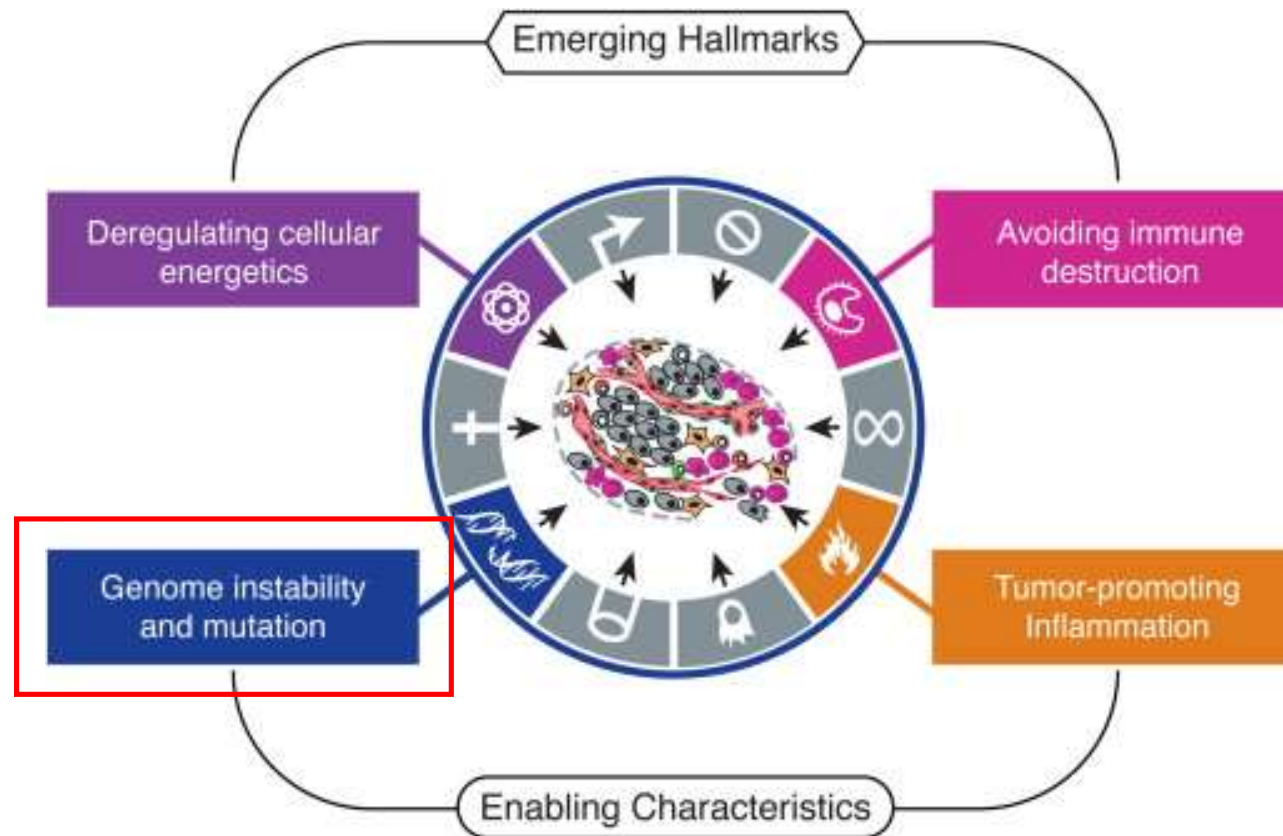 Emerging Hallmarks
Deregulating cellular
energetics
Avoiding immune
destruction
Genome instability
and mutation
Tumor-promoting
Inflammation
Enabling Characteristics